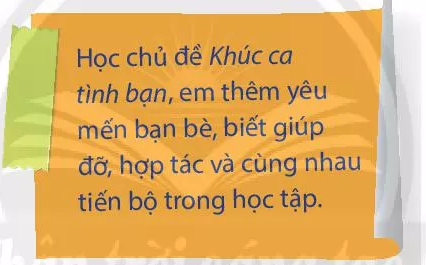 Học chủ đề Khúc ca
tình bạn, em thêm yêu
mến bạn bè, biết giúp
đỡ, hợp tác và cùng nhau
tiến bộ trong học tập.